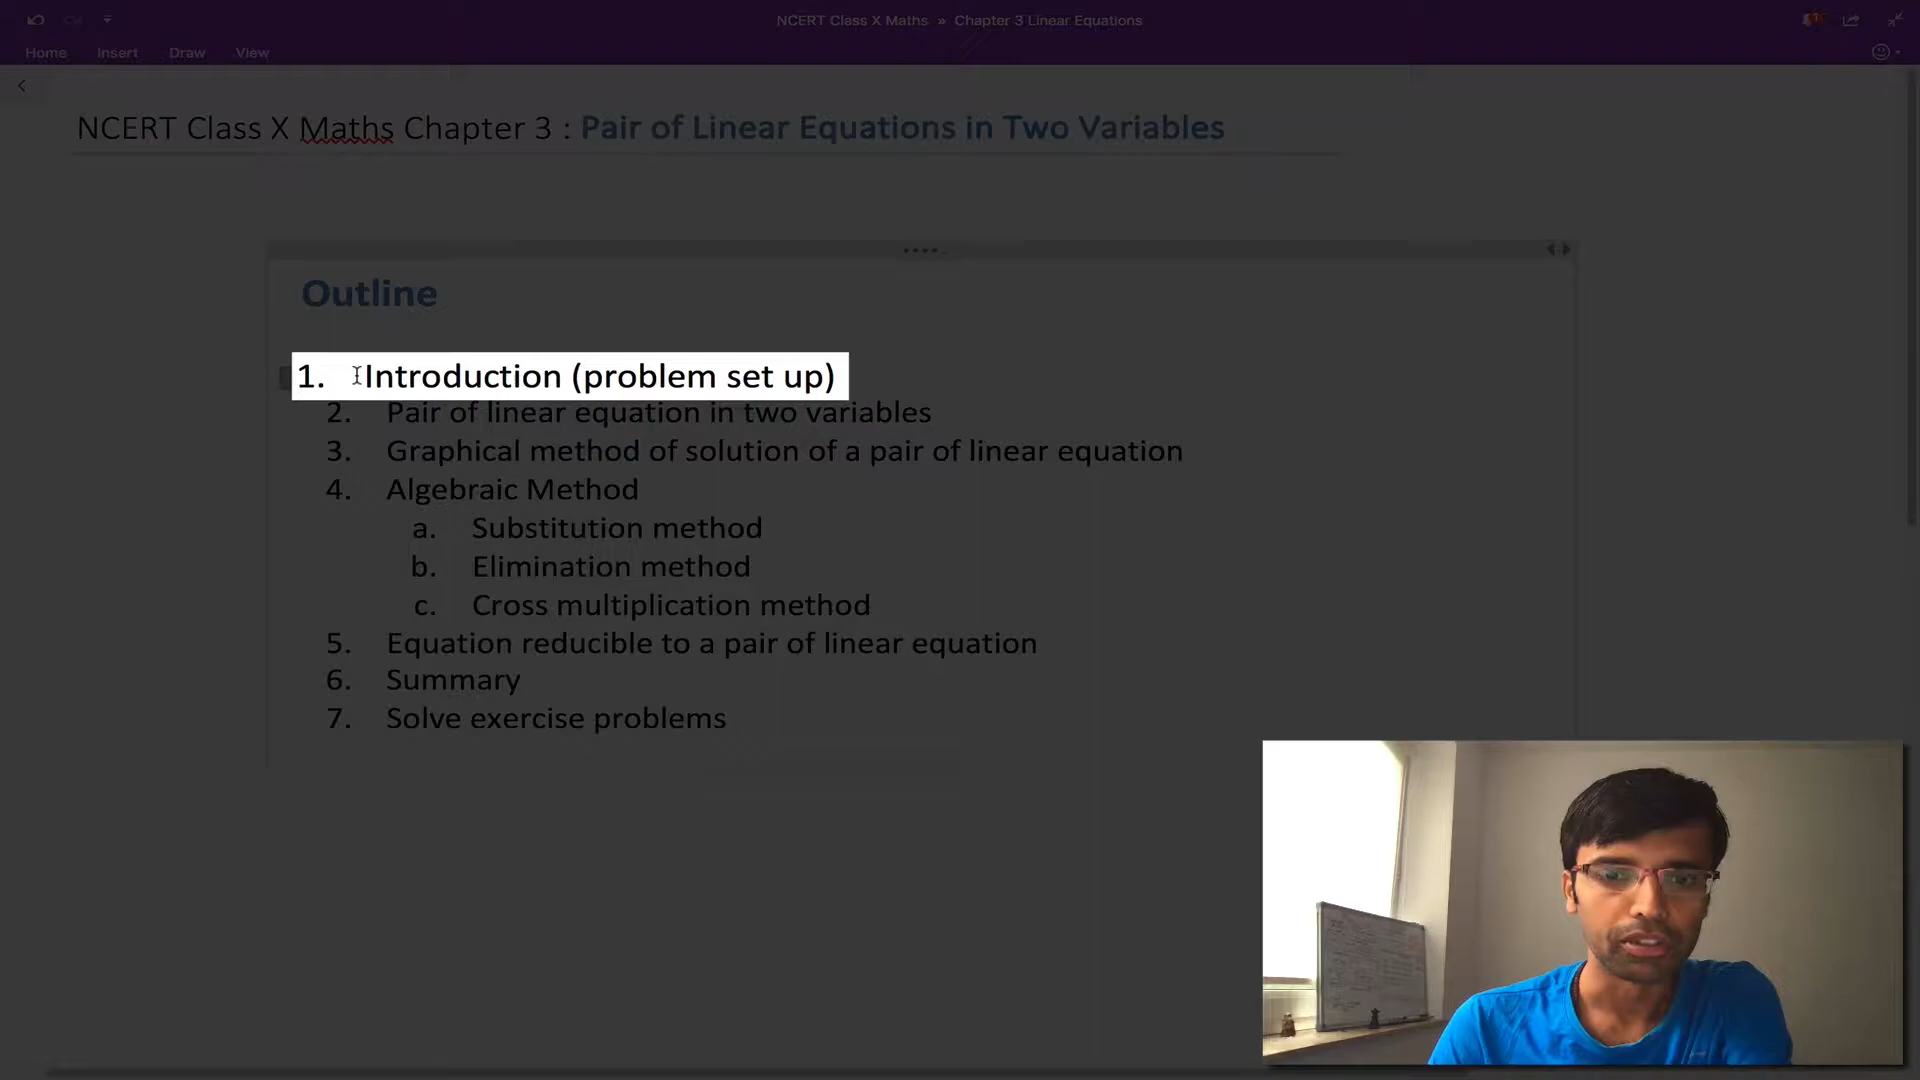 NCERT Class X Maths » Chapter 3 Linear Equations
Home Insert Draw View
NCERT Class X Maths Chapter 3 : Pair of Linear Equations in Two Variables
Outline
1. Introduction (problem set up)
2. Pair of linear equation in two variables
3. Graphical method of solution of a pair of linear equation
4. Algebraic Method
a. Substitution method
b. Elimination method
c. Cross multiplication method
5. Equation reducible to a pair of linear equation
6. Summary
7. Solve exercise problems